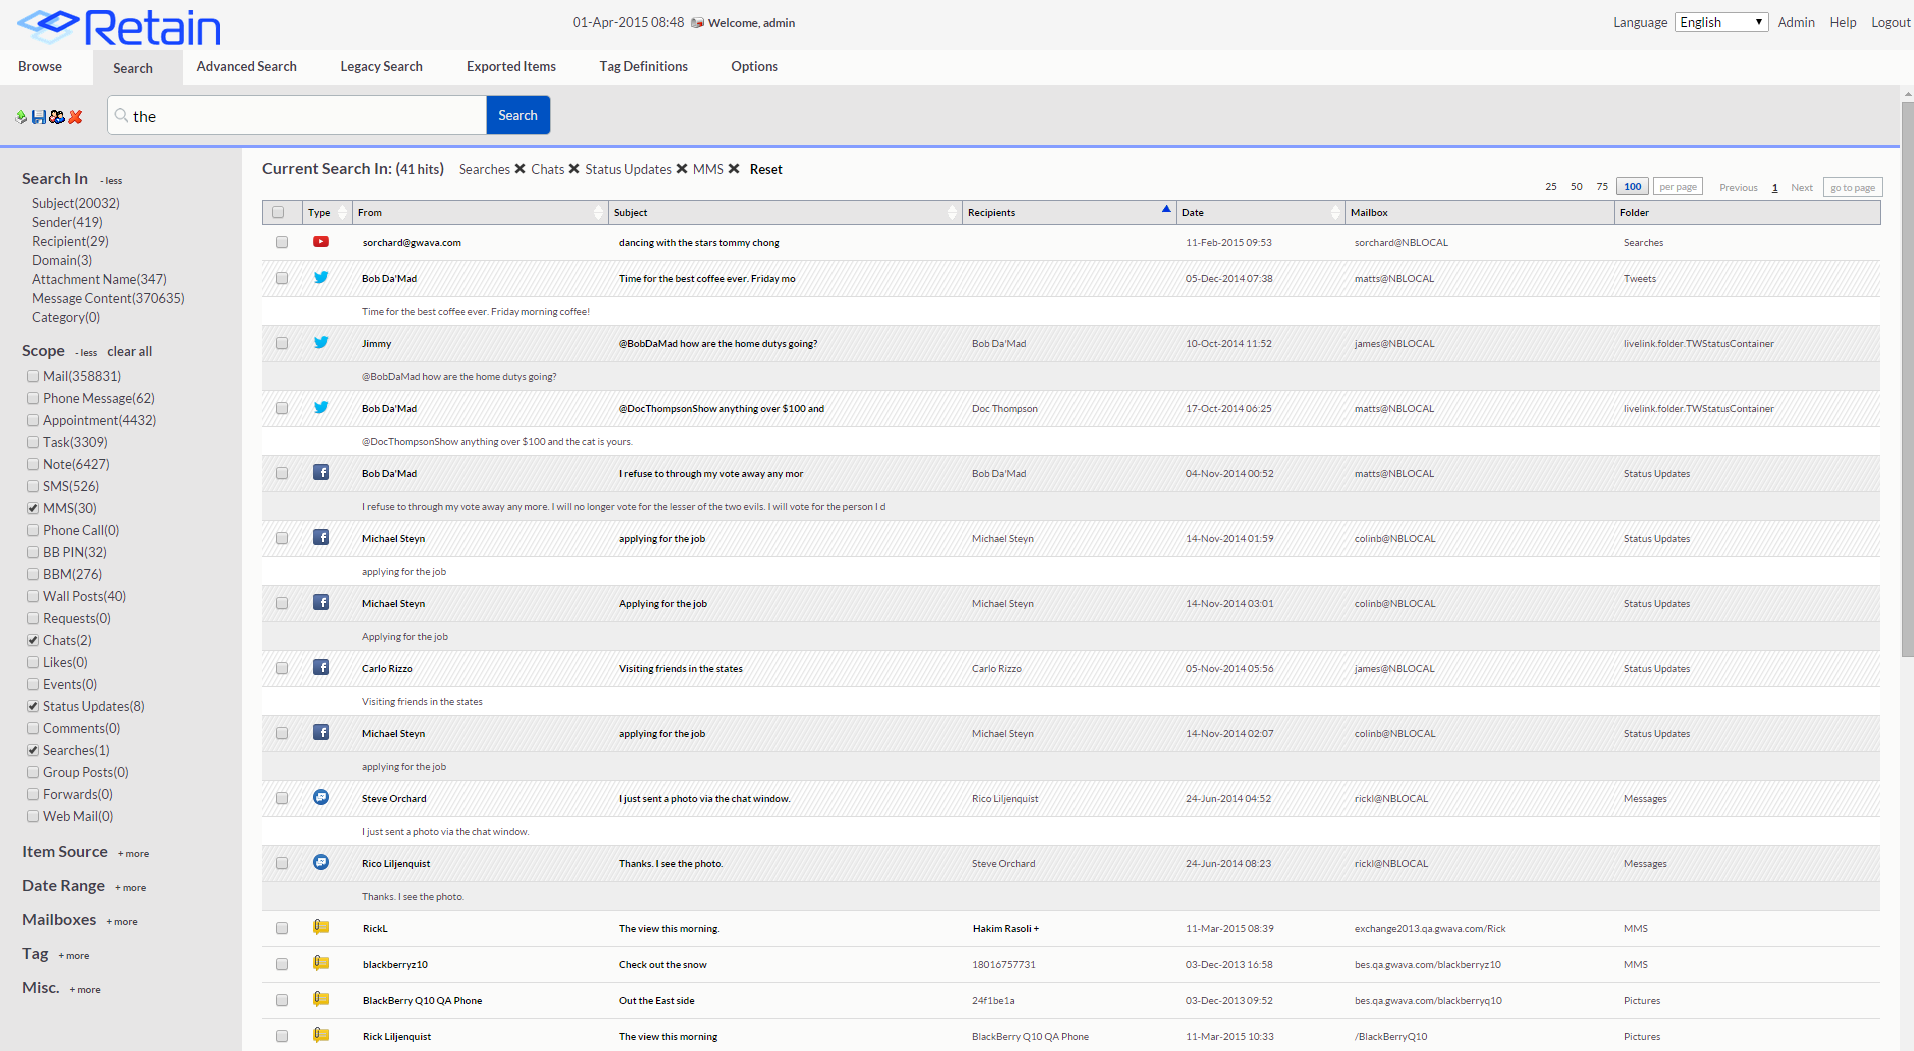 Retain
01-Apr-2015 08:48 Welcome, admin
Language English Admin Help Logout
Browse Search Advanced Search Legacy Search Exported Items Tag Definitions Options
the Search
Current Search In: (41 hits) Searches Chats Status Updates MMS Reset
25 50 75 100 per page Previous 1 Next go to page
Search In - less
Subject(20032)
Sender(419)
Recipient(29)
Domain(3)
Attachment Name(347)
Message Content(370635)
Category(0)
Scope - less clear all
Mail(358831)
Phone Message(62)
Appointment(4432)
Task(3309)
Note(6427)
SMS(526)
MMS(30)
Phone Call(0)
BB PIN(32)
BBM(276)
Wall Posts(40)
Requests(0)
Chats(2)
Likes(0)
Events(0)
Status Updates(8)
Comments(0)
Searches(1)
Group Posts(0)
Forwards(0)
Web Mail(0)
Item Source + more
Date Range + more
Mailboxes + more
Tag + more
Misc. + more
Type From Subject Recipients Date Mailbox Folder
sorchard@gwava.com dancing with the stars tommy chong 11-Feb-2015 09:53 sorchard@NBLOCAL Searches
Bob Da'Mad Time for the best coffee ever. Friday mo 05-Dec-2014 07:38 matts@NBLOCAL Tweets
Time for the best coffee ever. Friday morning coffee!
Jimmy @BobDaMad how are the home dutys going? Bob Da'Mad 10-Oct-2014 11:52 james@NBLOCAL livelink.folder.TWStatusContainer
@BobDaMad how are the home dutys going?
Bob Da'Mad @DocThompsonShow anything over $100 and Doc Thompson 17-Oct-2014 06:25 matts@NBLOCAL livelink.folder.TWStatusContainer
@DocThompsonShow anything over $100 and the cat is yours.
Bob Da'Mad I refuse to through my vote away any mor Bob Da'Mad 04-Nov-2014 00:52 matts@NBLOCAL Status Updates
I refuse to through my vote away any more. I will no longer vote for the lesser of the two evils. I will vote for the person I d
Michael Steyn applying for the job Michael Steyn 14-Nov-2014 01:59 colinb@NBLOCAL Status Updates
applying for the job
Michael Steyn Applying for the job Michael Steyn 14-Nov-2014 03:01 colinb@NBLOCAL Status Updates
Applying for the job
Carlo Rizzo Visiting friends in the states Carlo Rizzo 05-Nov-2014 05:56 james@NBLOCAL Status Updates
Visiting friends in the states
Michael Steyn applying for the job Michael Steyn 14-Nov-2014 02:07 colinb@NBLOCAL Status Updates
applying for the job
Steve Orchard I just sent a photo via the chat window. Rico Liljenquist 24-Jun-2014 04:52 rickl@NBLOCAL Messages
I just sent a photo via the chat window.
Rico Liljenquist Thanks. I see the photo. Steve Orchard 24-Jun-2014 08:23 rickl@NBLOCAL Messages
Thanks. I see the photo.
RickL The view this morning. Hakim Rasoli + 11-Mar-2015 08:39 exchange2013.qa.gwava.com/Rick MMS
blackberryz10 Check out the snow 18016757731 03-Dec-2013 16:58 bes.qa.gwava.com/blackberryz10 MMS
BlackBerry Q10 QA Phone Out the East side 24f1be1a 03-Dec-2013 09:52 bes.qa.gwava.com/blackberryq10 Pictures
Rick Liljenquist The view this morning BlackBerry Q10 QA Phone 11-Mar-2015 10:33 /BlackBerryQ10 Pictures